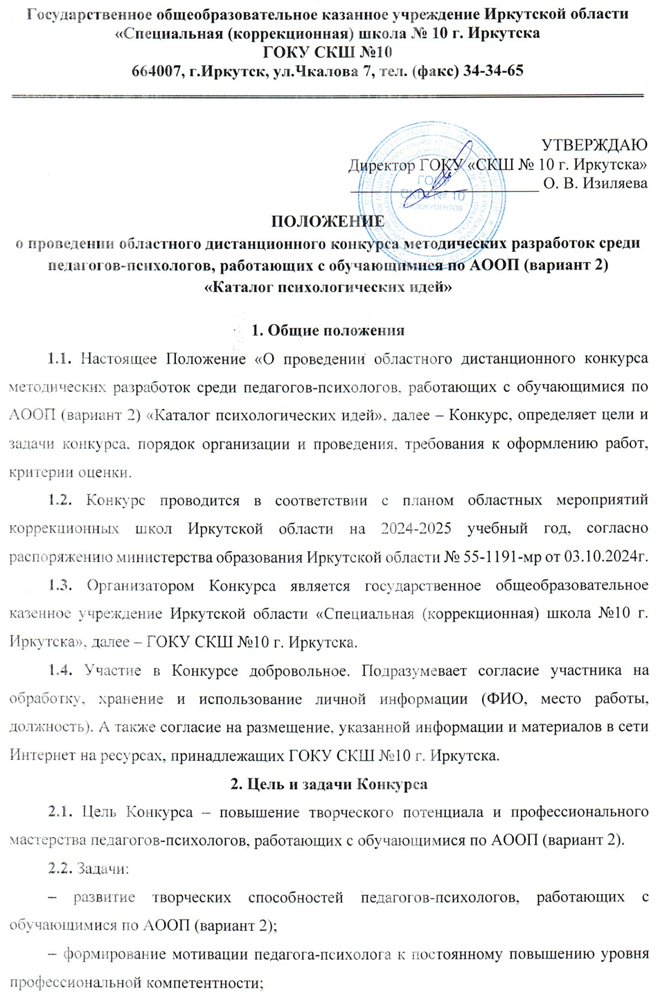 Государственное общеобразовательное казанное учреждение Иркутской области
«Специальная (коррекционная) школа № 10 г. Иркутска
ГОКУ СКШ №10
664007, г.Иркутск, ул.Чкалова 7, тел. (факс) 34-34-65
УТВЕРЖДАЮ
Директор ГОКУ «СКШ № 10 г. Иркутска»
О. В. Изиляева
ГОКУ
СКШ № 10
ДЛЯ ДОКУМЕНТОВ
ПОЛОЖЕНИЕ
о проведении областного дистанционного конкурса методических разработок среди
педагогов-психологов, работающих с обучающимися по АООП (вариант 2)
«Каталог психологических идей»
1. Общие положения
1.1. Настоящее Положение «О проведении областного дистанционного конкурса
методических разработок среди педагогов-психологов, работающих с обучающимися по
АООП (вариант 2) «Каталог психологических идей», далее – Конкурс, определяет цели и
задачи конкурса, порядок организации и проведения, требования к оформлению работ,
критерии оценки.
1.2. Конкурс проводится в соответствии с планом областных мероприятий
коррекционных школ Иркутской области на 2024-2025 учебный год, согласно
распоряжению министерства образования Иркутской области № 55-1191-мр от 03.10.2024г.
1.3. Организатором Конкурса является государственное общеобразовательное
казенное учреждение Иркутской области «Специальная (коррекционная) школа №10 г.
Иркутска», далее – ГОКУ СКШ №10 г. Иркутска.
1.4. Участие в Конкурсе добровольное. Подразумевает согласие участника на
обработку, хранение и использование личной информации (ФИО, место работы,
должность). А также согласие на размещение, указанной информации и материалов в сети
Интернет на ресурсах, принадлежащих ГОКУ СКШ №10 г. Иркутска.
2. Цель и задачи Конкурса
2.1. Цель Конкурса – повышение творческого потенциала и профессионального
мастерства педагогов-психологов, работающих с обучающимися по АООП (вариант 2).
2.2. Задачи:
– развитие творческих способностей педагогов-психологов, работающих с
обучающимися по АООП (вариант 2);
– формирование мотивации педагога-психолога к постоянному повышению уровня
профессиональной компетентности;